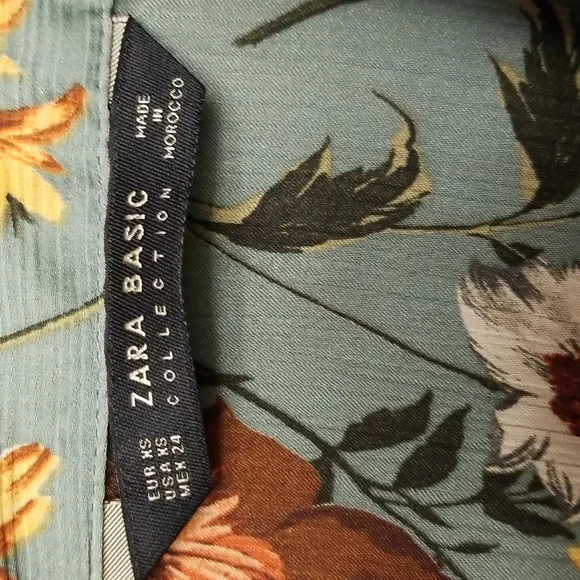 ZARA BASIC
COLLECTION
MADE
IN
MOROCCO
EUR XS
USA XS
MEX 24